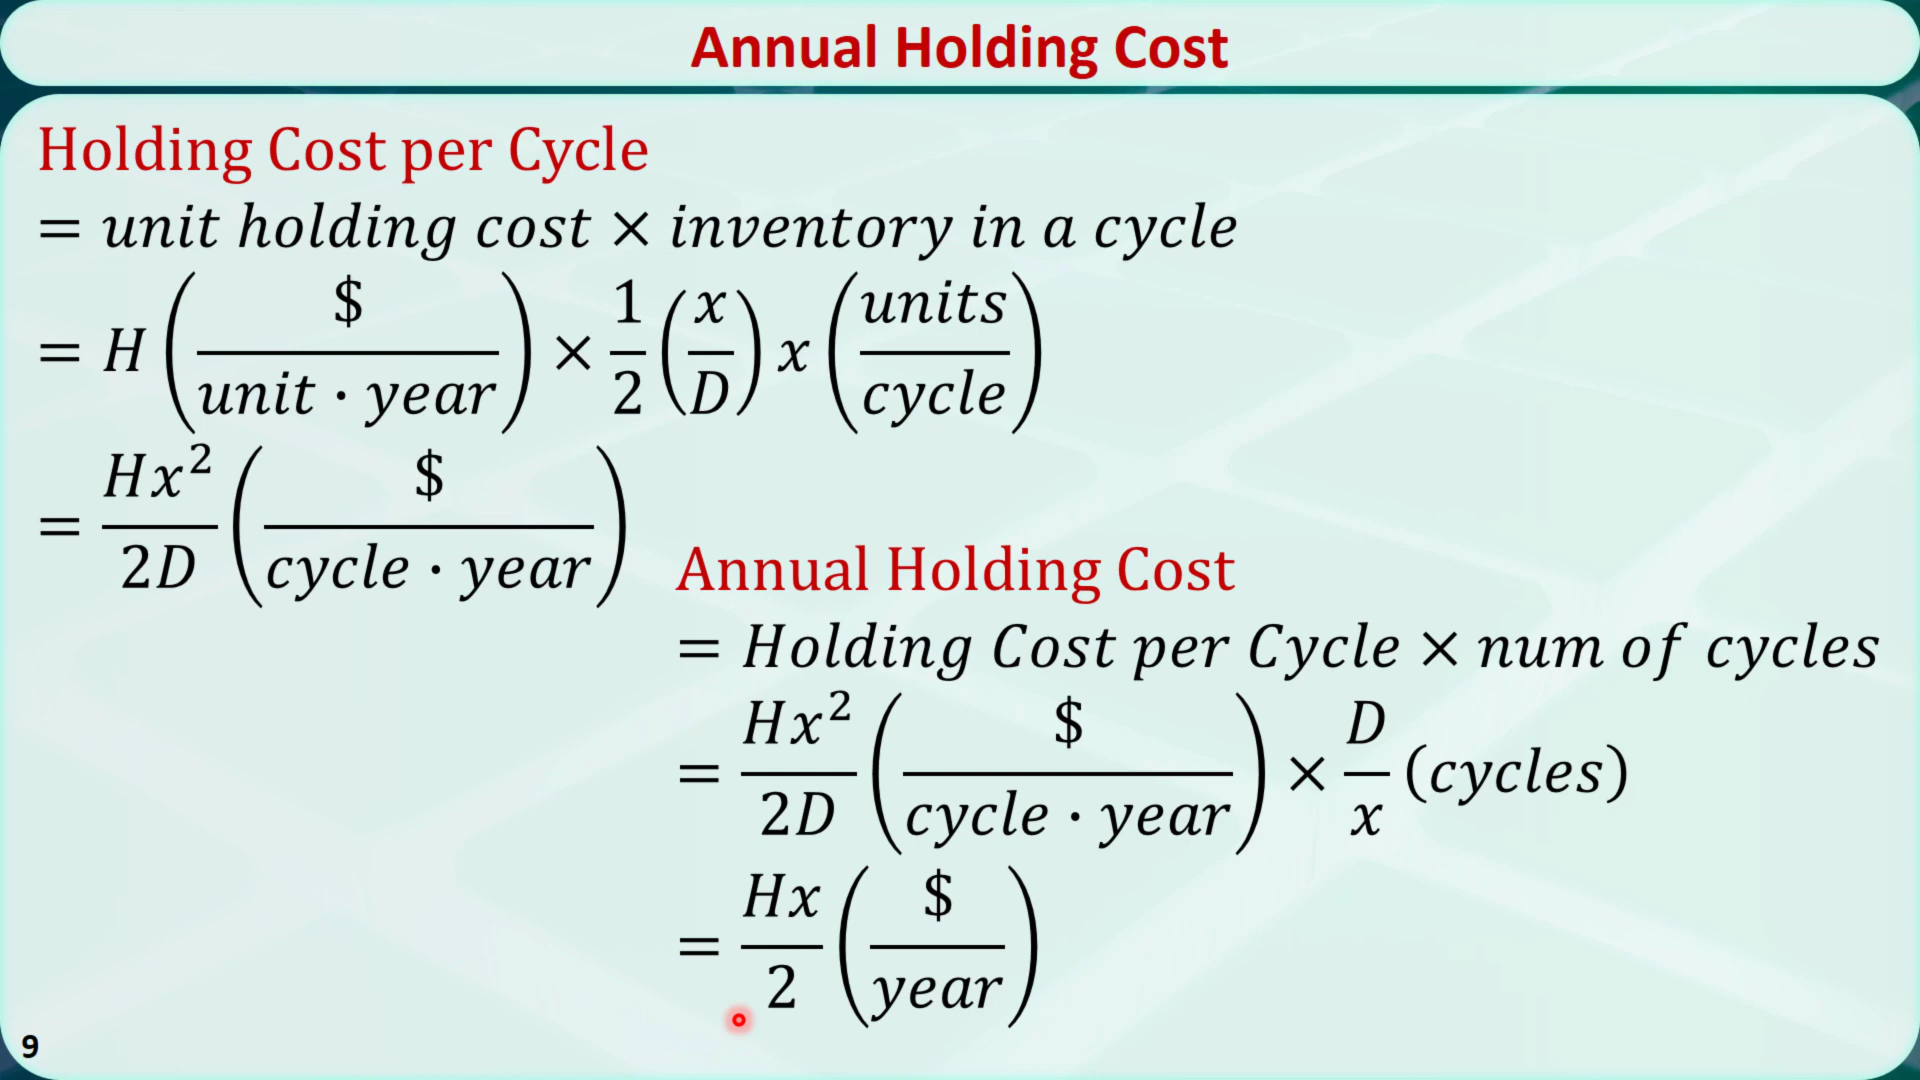 Annual Holding Cost
Holding Cost per Cycle
= unit holding cost × inventory in a cycle
= H ($ / (unit · year)) × 1/2 (x/D) x (units/cycle)
= Hx² / 2D ($ / (cycle · year))
Annual Holding Cost
= Holding Cost per Cycle × num of cycles
= Hx² / 2D ($ / (cycle · year)) × D/x (cycles)
= Hx / 2 ($ / year)
9